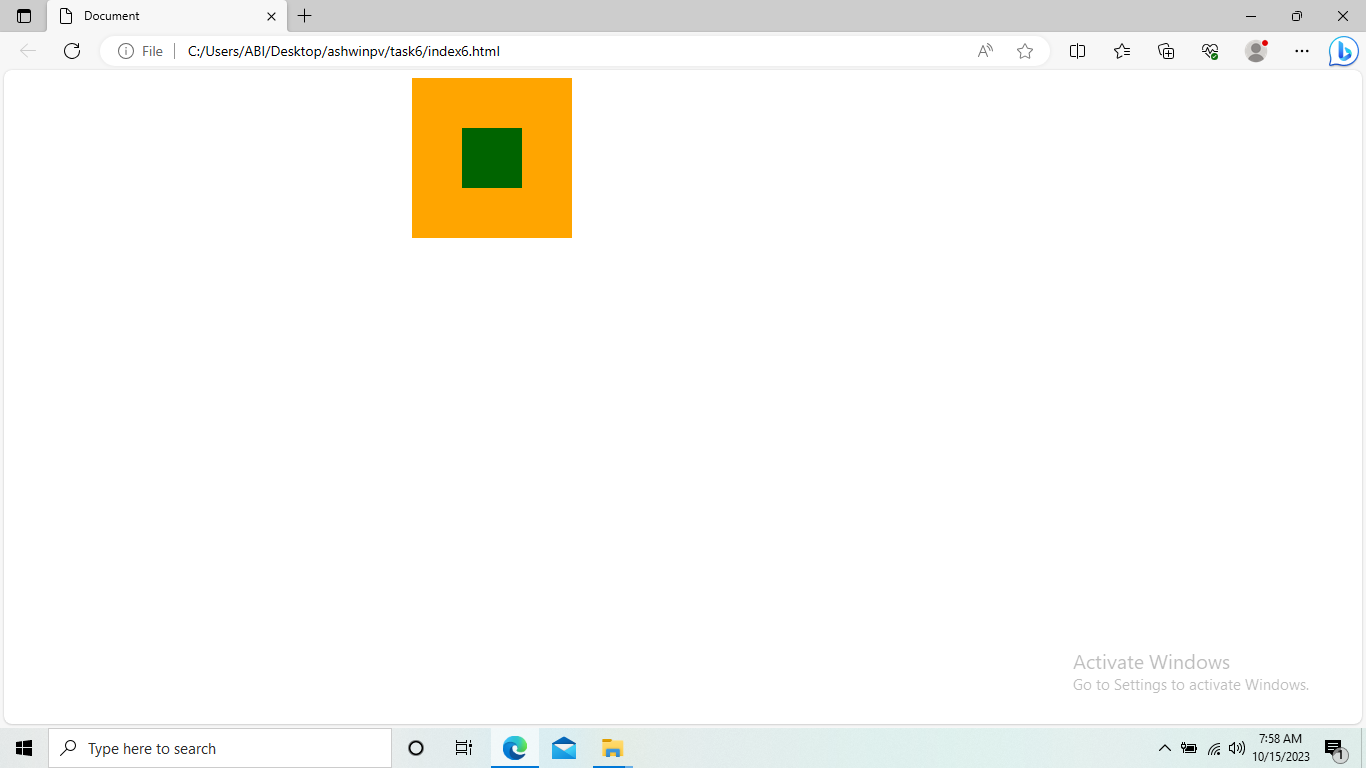 Document
File
C:/Users/ABI/Desktop/ashwinpv/task6/index6.html
Activate Windows
Go to Settings to activate Windows.
Type here to search
7:58 AM
10/15/2023
1